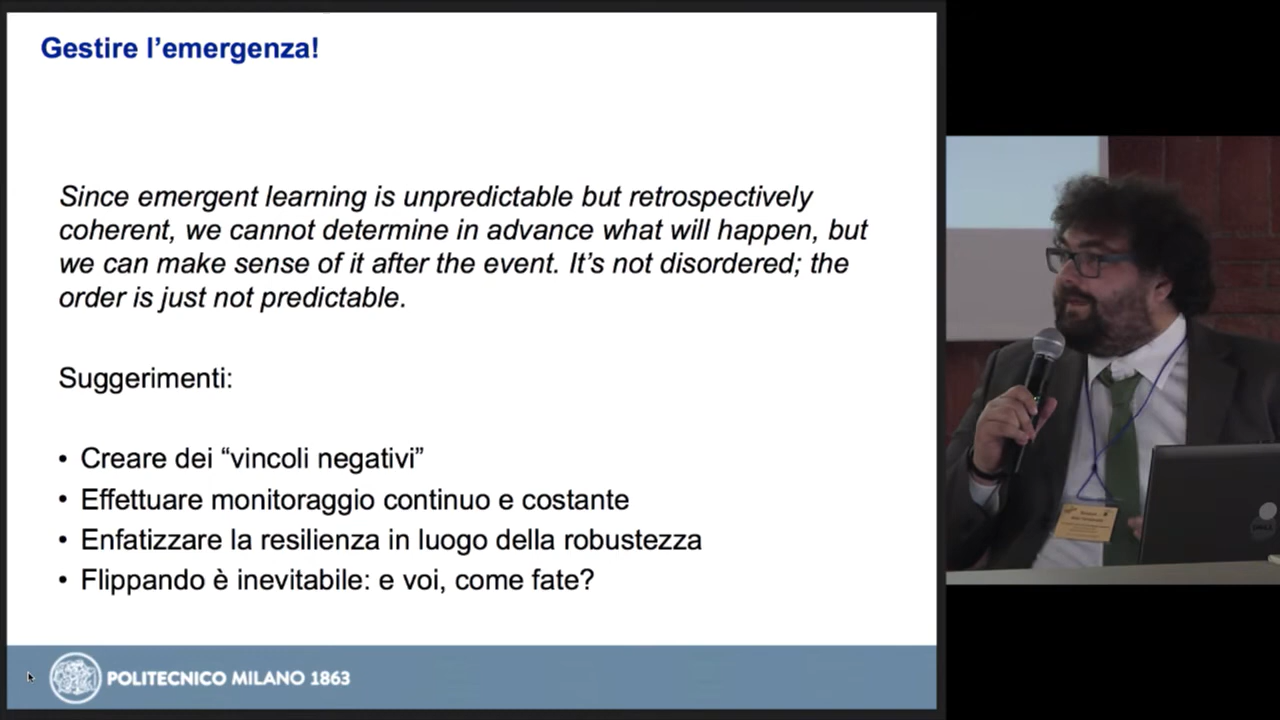 Gestire l’emergenza!
Since emergent learning is unpredictable but retrospectively
coherent, we cannot determine in advance what will happen, but
we can make sense of it after the event. It’s not disordered; the
order is just not predictable.
Suggerimenti:
• Creare dei “vincoli negativi”
• Effettuare monitoraggio continuo e costante
• Enfatizzare la resilienza in luogo della robustezza
• Flippando è inevitabile: e voi, come fate?
POLITECNICO MILANO 1863